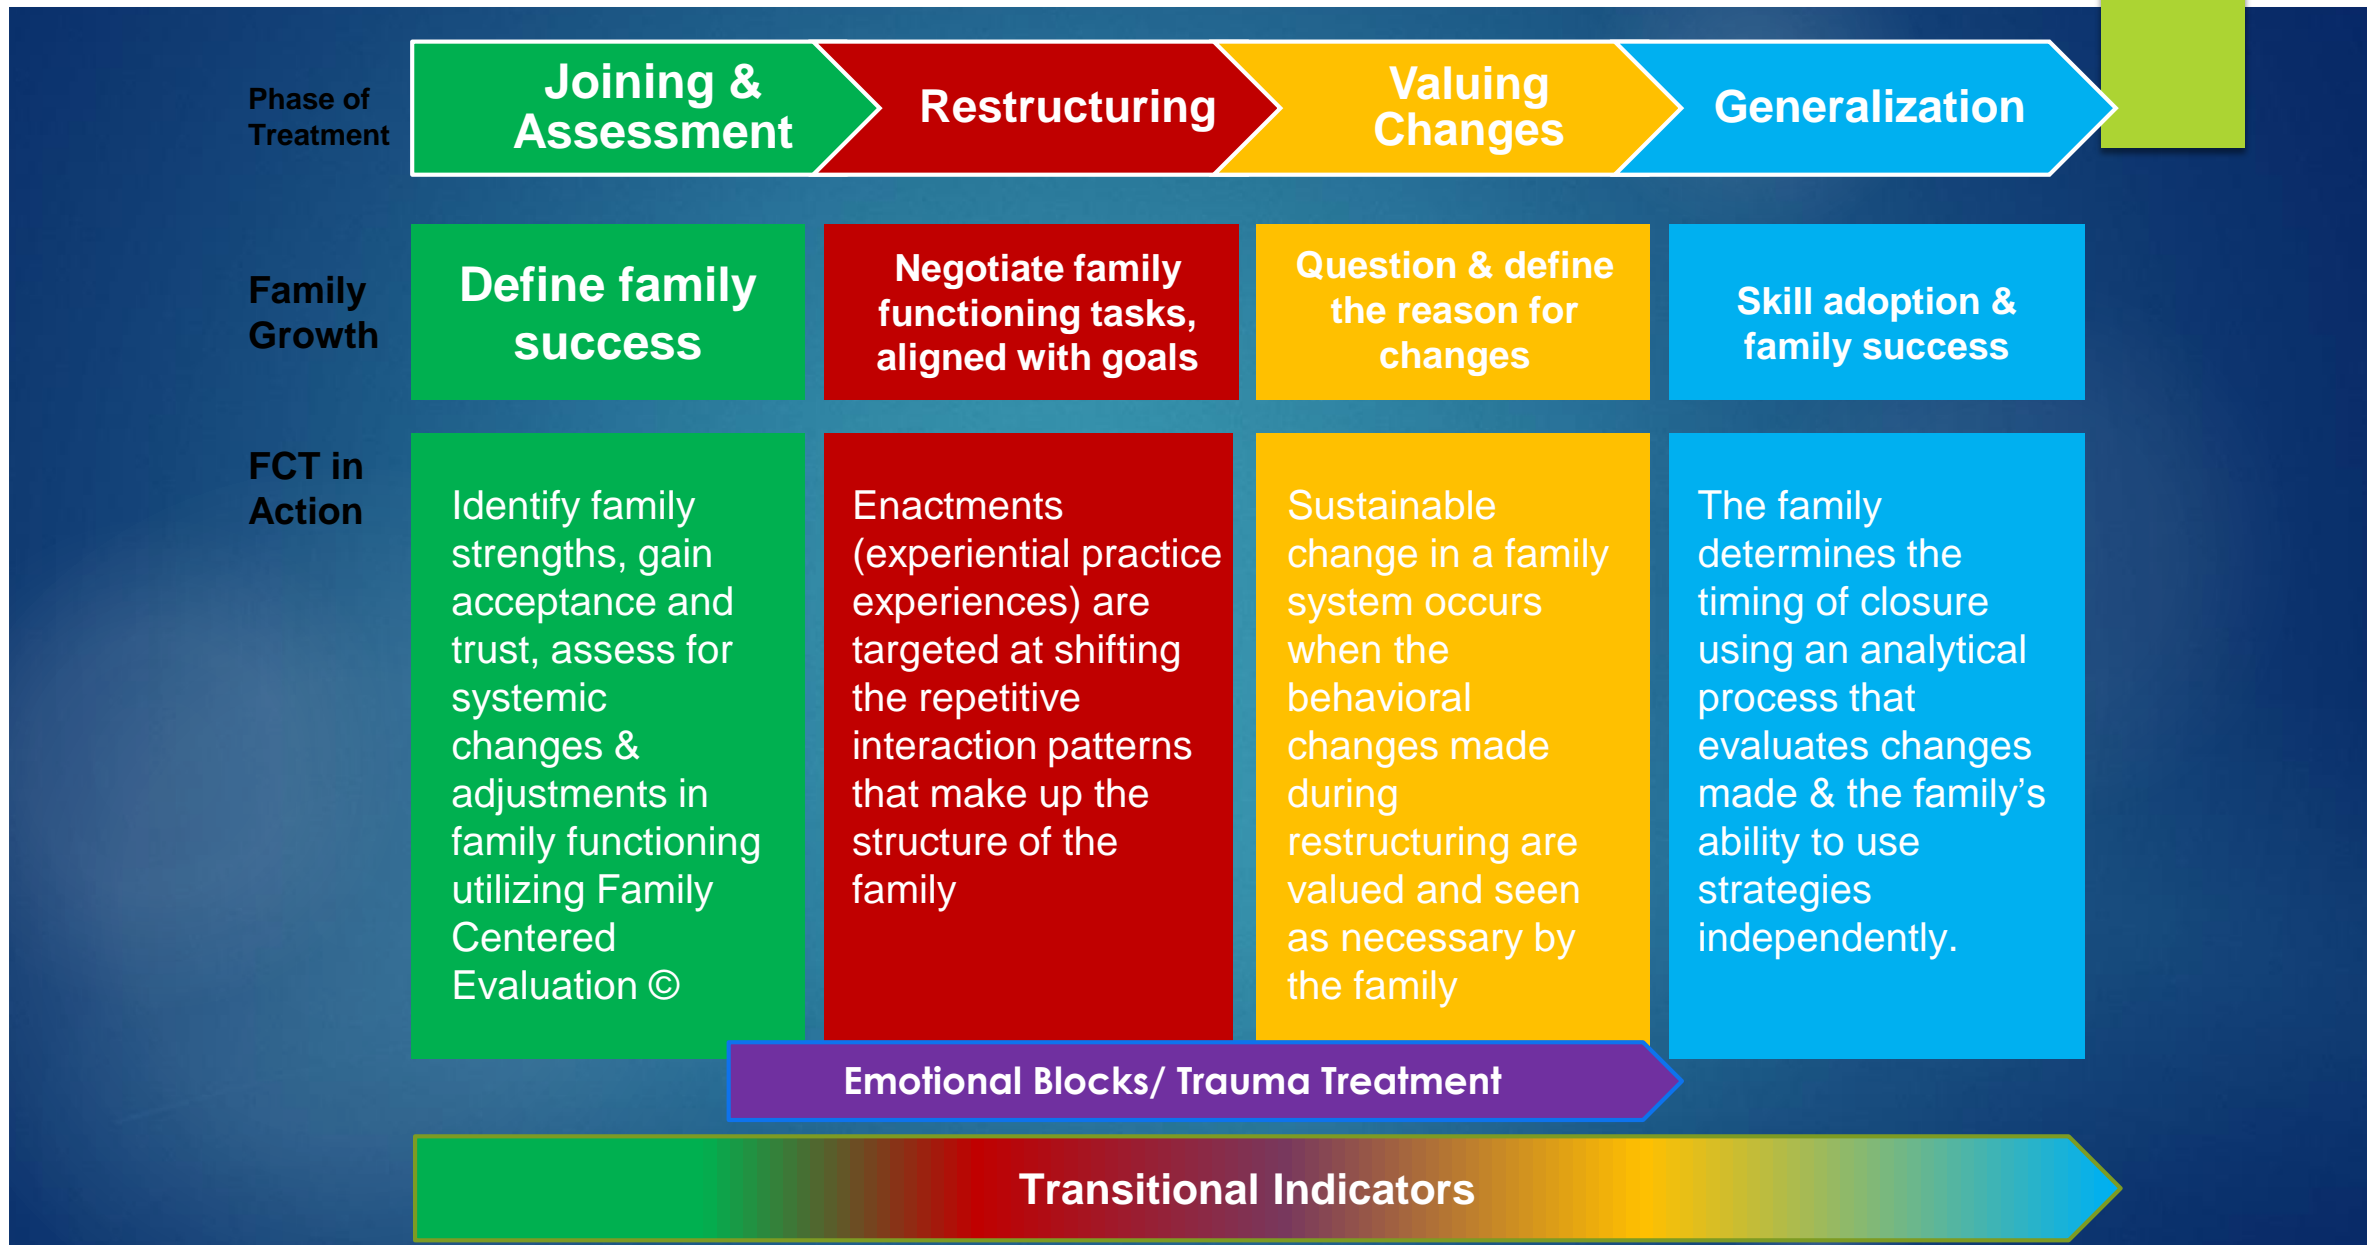 Phase of
Treatment
Joining &
Assessment
Restructuring
Valuing
Changes
Generalization
Family
Growth
Define family
success
Negotiate family
functioning tasks,
aligned with goals
Question & define
the reason for
changes
Skill adoption &
family success
FCT in
Action
Identify family
strengths, gain
acceptance and
trust, assess for
systemic
changes &
adjustments in
family functioning
utilizing Family
Centered
Evaluation ©
Enactments
(experiential practice
experiences) are
targeted at shifting
the repetitive
interaction patterns
that make up the
structure of the
family
Sustainable
change in a family
system occurs
when the
behavioral
changes made
during
restructuring are
valued and seen
as necessary by
the family
The family
determines the
timing of closure
using an analytical
process that
evaluates changes
made & the family’s
ability to use
strategies
independently.
Emotional Blocks/ Trauma Treatment
Transitional Indicators